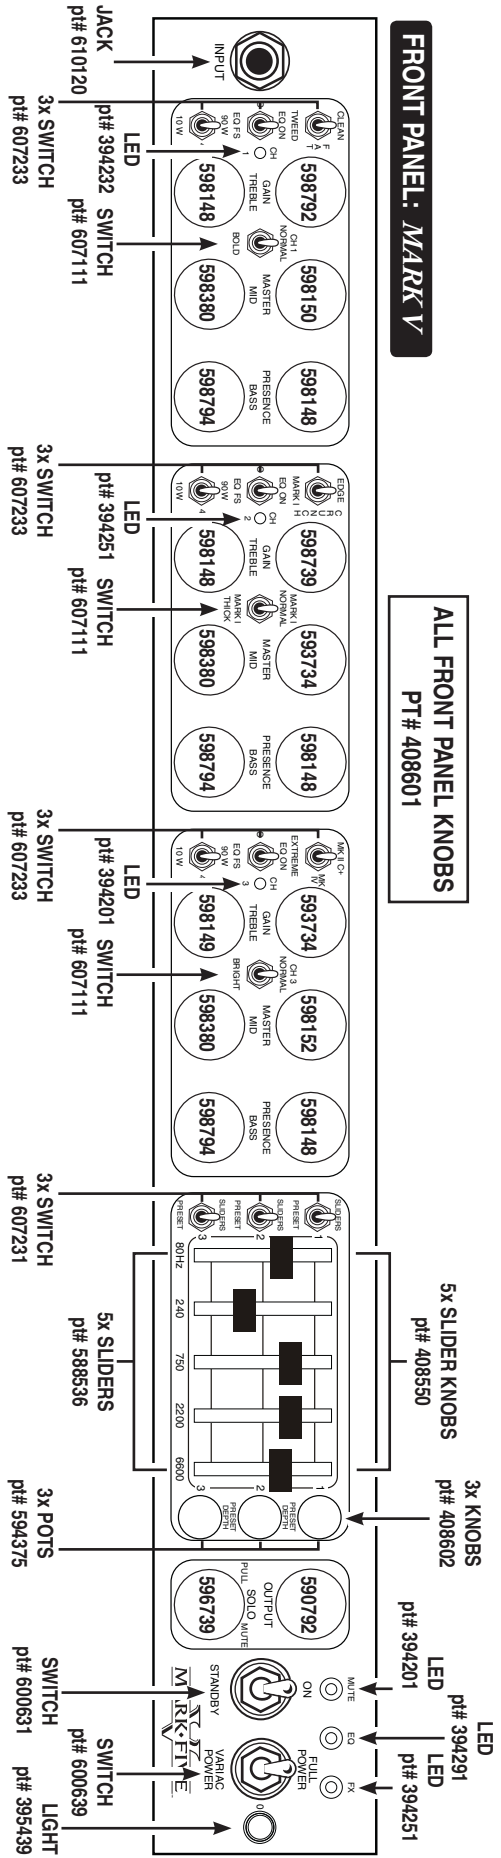 FRONT PANEL: MARK V
ALL FRONT PANEL KNOBS
PT# 408601
5x SLIDER KNOBS
pt# 408550
3x KNOBS
pt# 408602
LED
pt# 394201
LED
pt# 394291
LED
pt# 394251
INPUT
CLEAN
FAT
TWEED
EQ ON
EQ FS
90 W
10 W
CH
1
598792
GAIN
TREBLE
598148
CH 1
NORMAL
BOLD
598150
MASTER
MID
598380
598148
PRESENCE
BASS
598794
EDGE
CRUNCH
MARK I
EQ ON
EQ FS
90W
10 W
CH
2
598739
GAIN
TREBLE
598148
MARK I
NORMAL
MARK I
THICK
593734
MASTER
MID
598380
598148
PRESENCE
BASS
598794
MK II C+
MK IV
EXTREME
EQ ON
EQ FS
90 W
10 W
CH
3
593734
GAIN
TREBLE
598149
CH 3
NORMAL
BRIGHT
598152
MASTER
MID
598380
598148
PRESENCE
BASS
598794
SLIDERS
1
PRESET
SLIDERS
2
PRESET
SLIDERS
3
PRESET
80Hz
240
750
2200
6600
1
2
3
PRESET
DEPTH
PRESET
DEPTH
590792
OUTPUT
SOLO
PULL
MUTE
596739
MUTE
EQ
FX
ON
STANDBY
FULL
POWER
VARIAC
POWER
MARK·FIVE
V
JACK
pt# 610120
3x SWITCH
pt# 607233
LED
pt# 394232
SWITCH
pt# 607111
3x SWITCH
pt# 607233
LED
pt# 394251
SWITCH
pt# 607111
3x SWITCH
pt# 607233
LED
pt# 394201
SWITCH
pt# 607111
3x SWITCH
pt# 607231
5x SLIDERS
pt# 588536
3x POTS
pt# 594375
SWITCH
pt# 600631
SWITCH
pt# 600639
LIGHT
pt# 395439